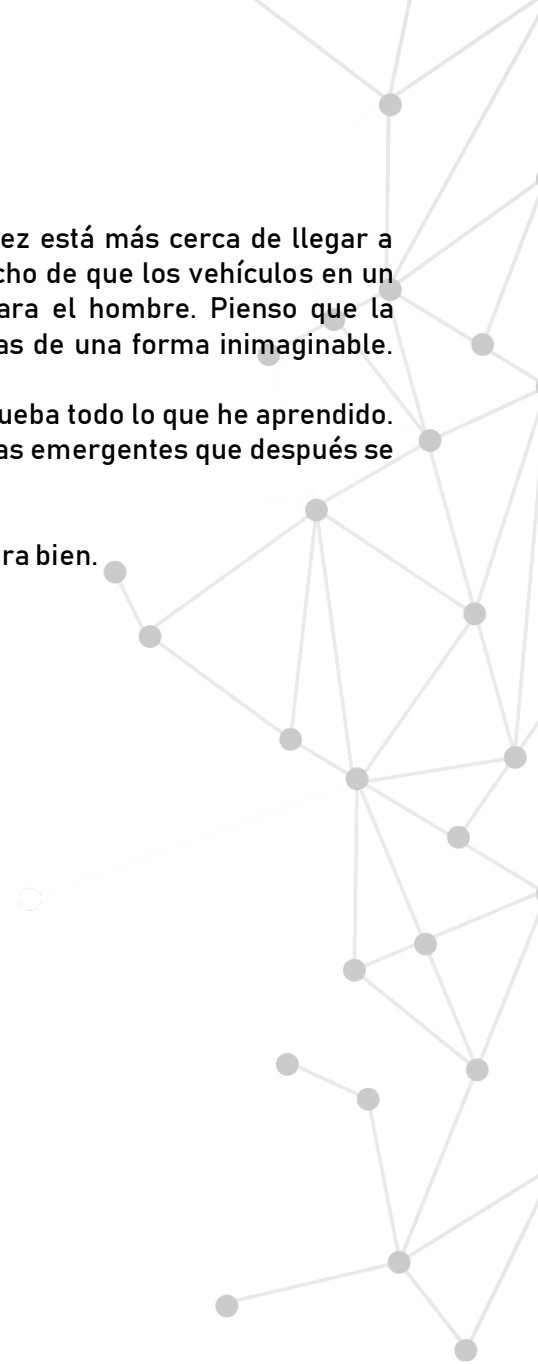 ez está más cerca de llegar a
cho de que los vehículos en un
ara el hombre. Pienso que la
as de una forma inimaginable.
ueba todo lo que he aprendido.
as emergentes que después se
ra bien.